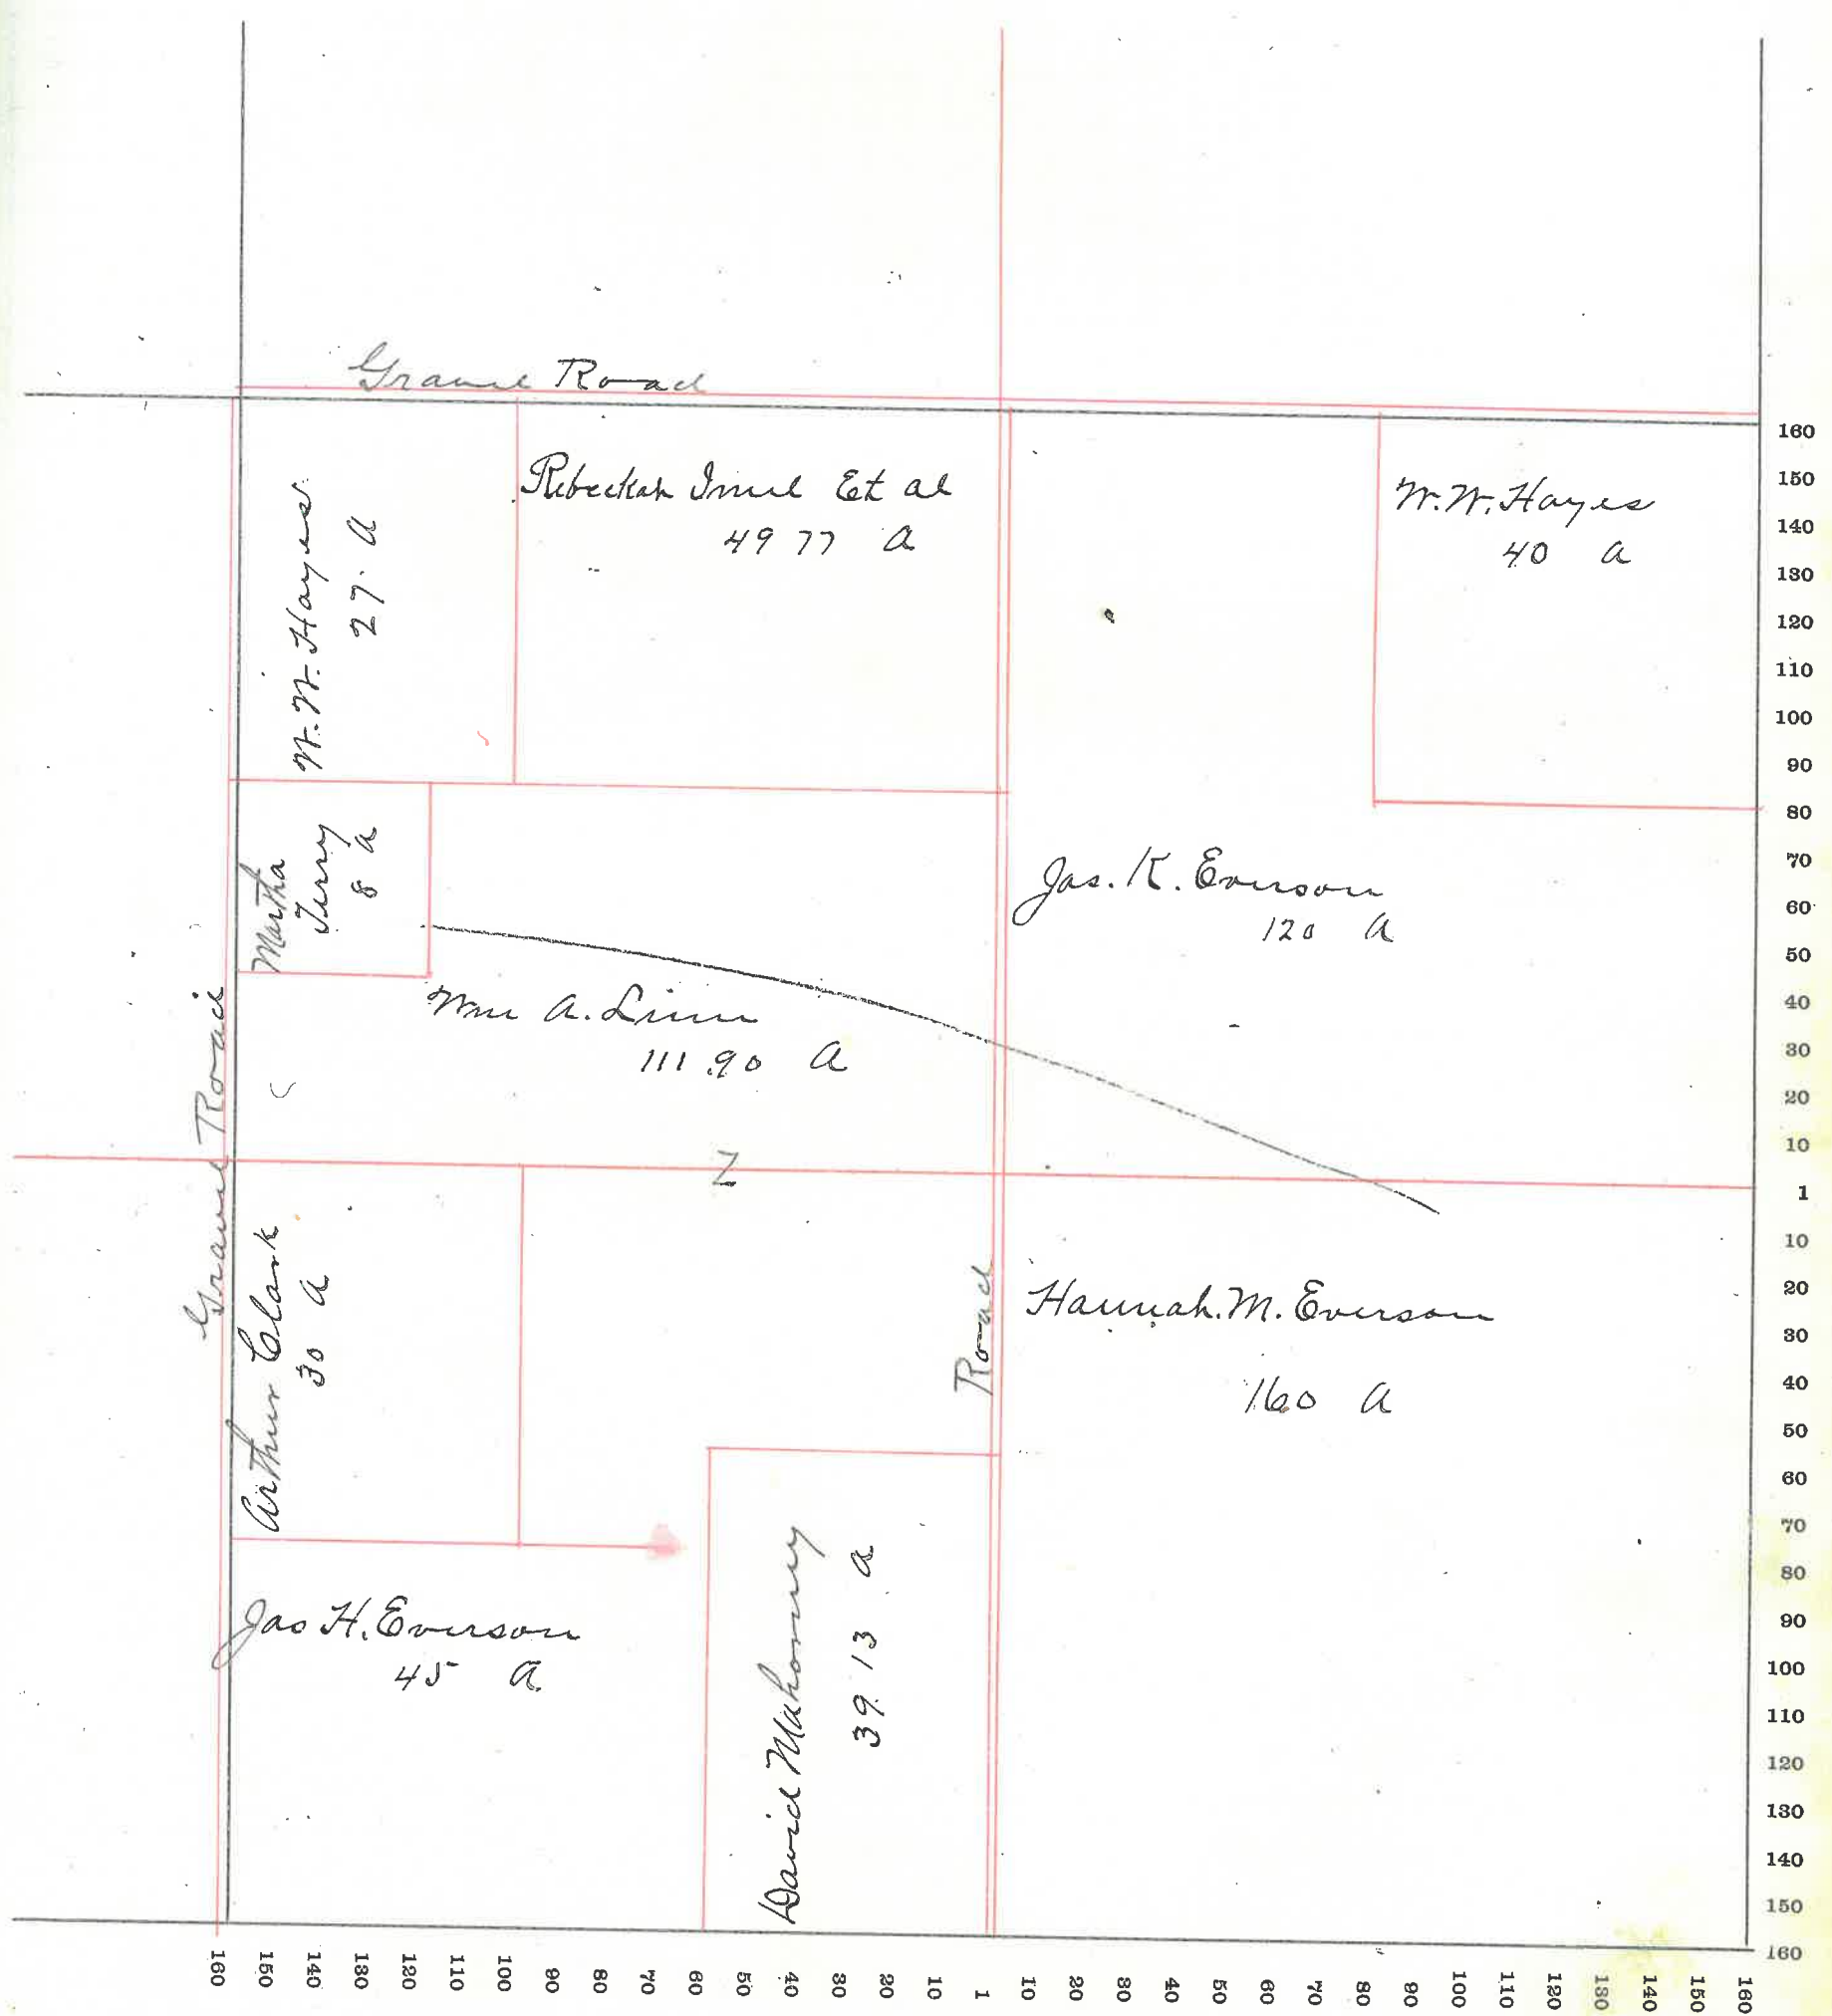 Gravel Road
Rebeckah Imel Et al
49 77 A
W. W. Hayes
40 A
W. W. Hayes
27. A
Martha
Terry
8 A
Jas. K. Everson
120 A
Wm A. Linn
111.90 A
Gravel Road
Z
Arthur Clark
30 A
Road
Hannah. M. Everson
160 A
Jas H. Everson
45 A.
David Mahoney
39.13 A
160
150
140
130
120
110
100
90
80
70
60
50
40
30
20
10
1
10
20
30
40
50
60
70
80
90
100
110
120
130
140
150
160
160 150 140 130 120 110 100 90 80 70 60 50 40 30 20 10 1 10 20 30 40 50 60 70 80 90 100 110 120 130 140 150 160